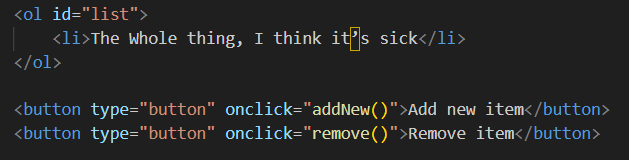 <ol id="list">
    <li>The Whole thing, I think it’s sick</li>
</ol>

<button type="button" onclick="addNew()">Add new item</button>
<button type="button" onclick="remove()">Remove item</button>